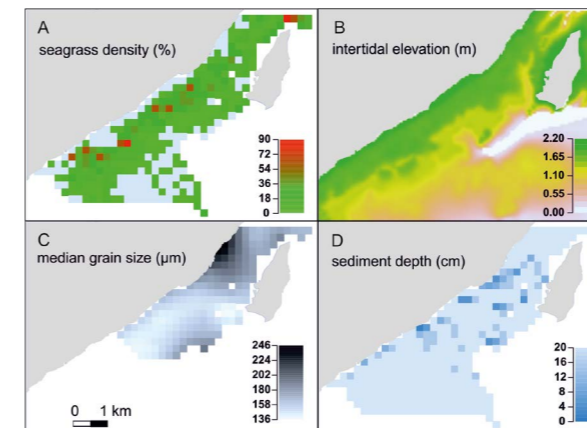 A
seagrass density (%)
90
72
54
36
18
0
B
intertidal elevation (m)
2.20
1.65
1.10
0.55
0.00
C
median grain size (µm)
246
224
202
180
158
136
0 1 km
D
sediment depth (cm)
20
16
12
8
4
0